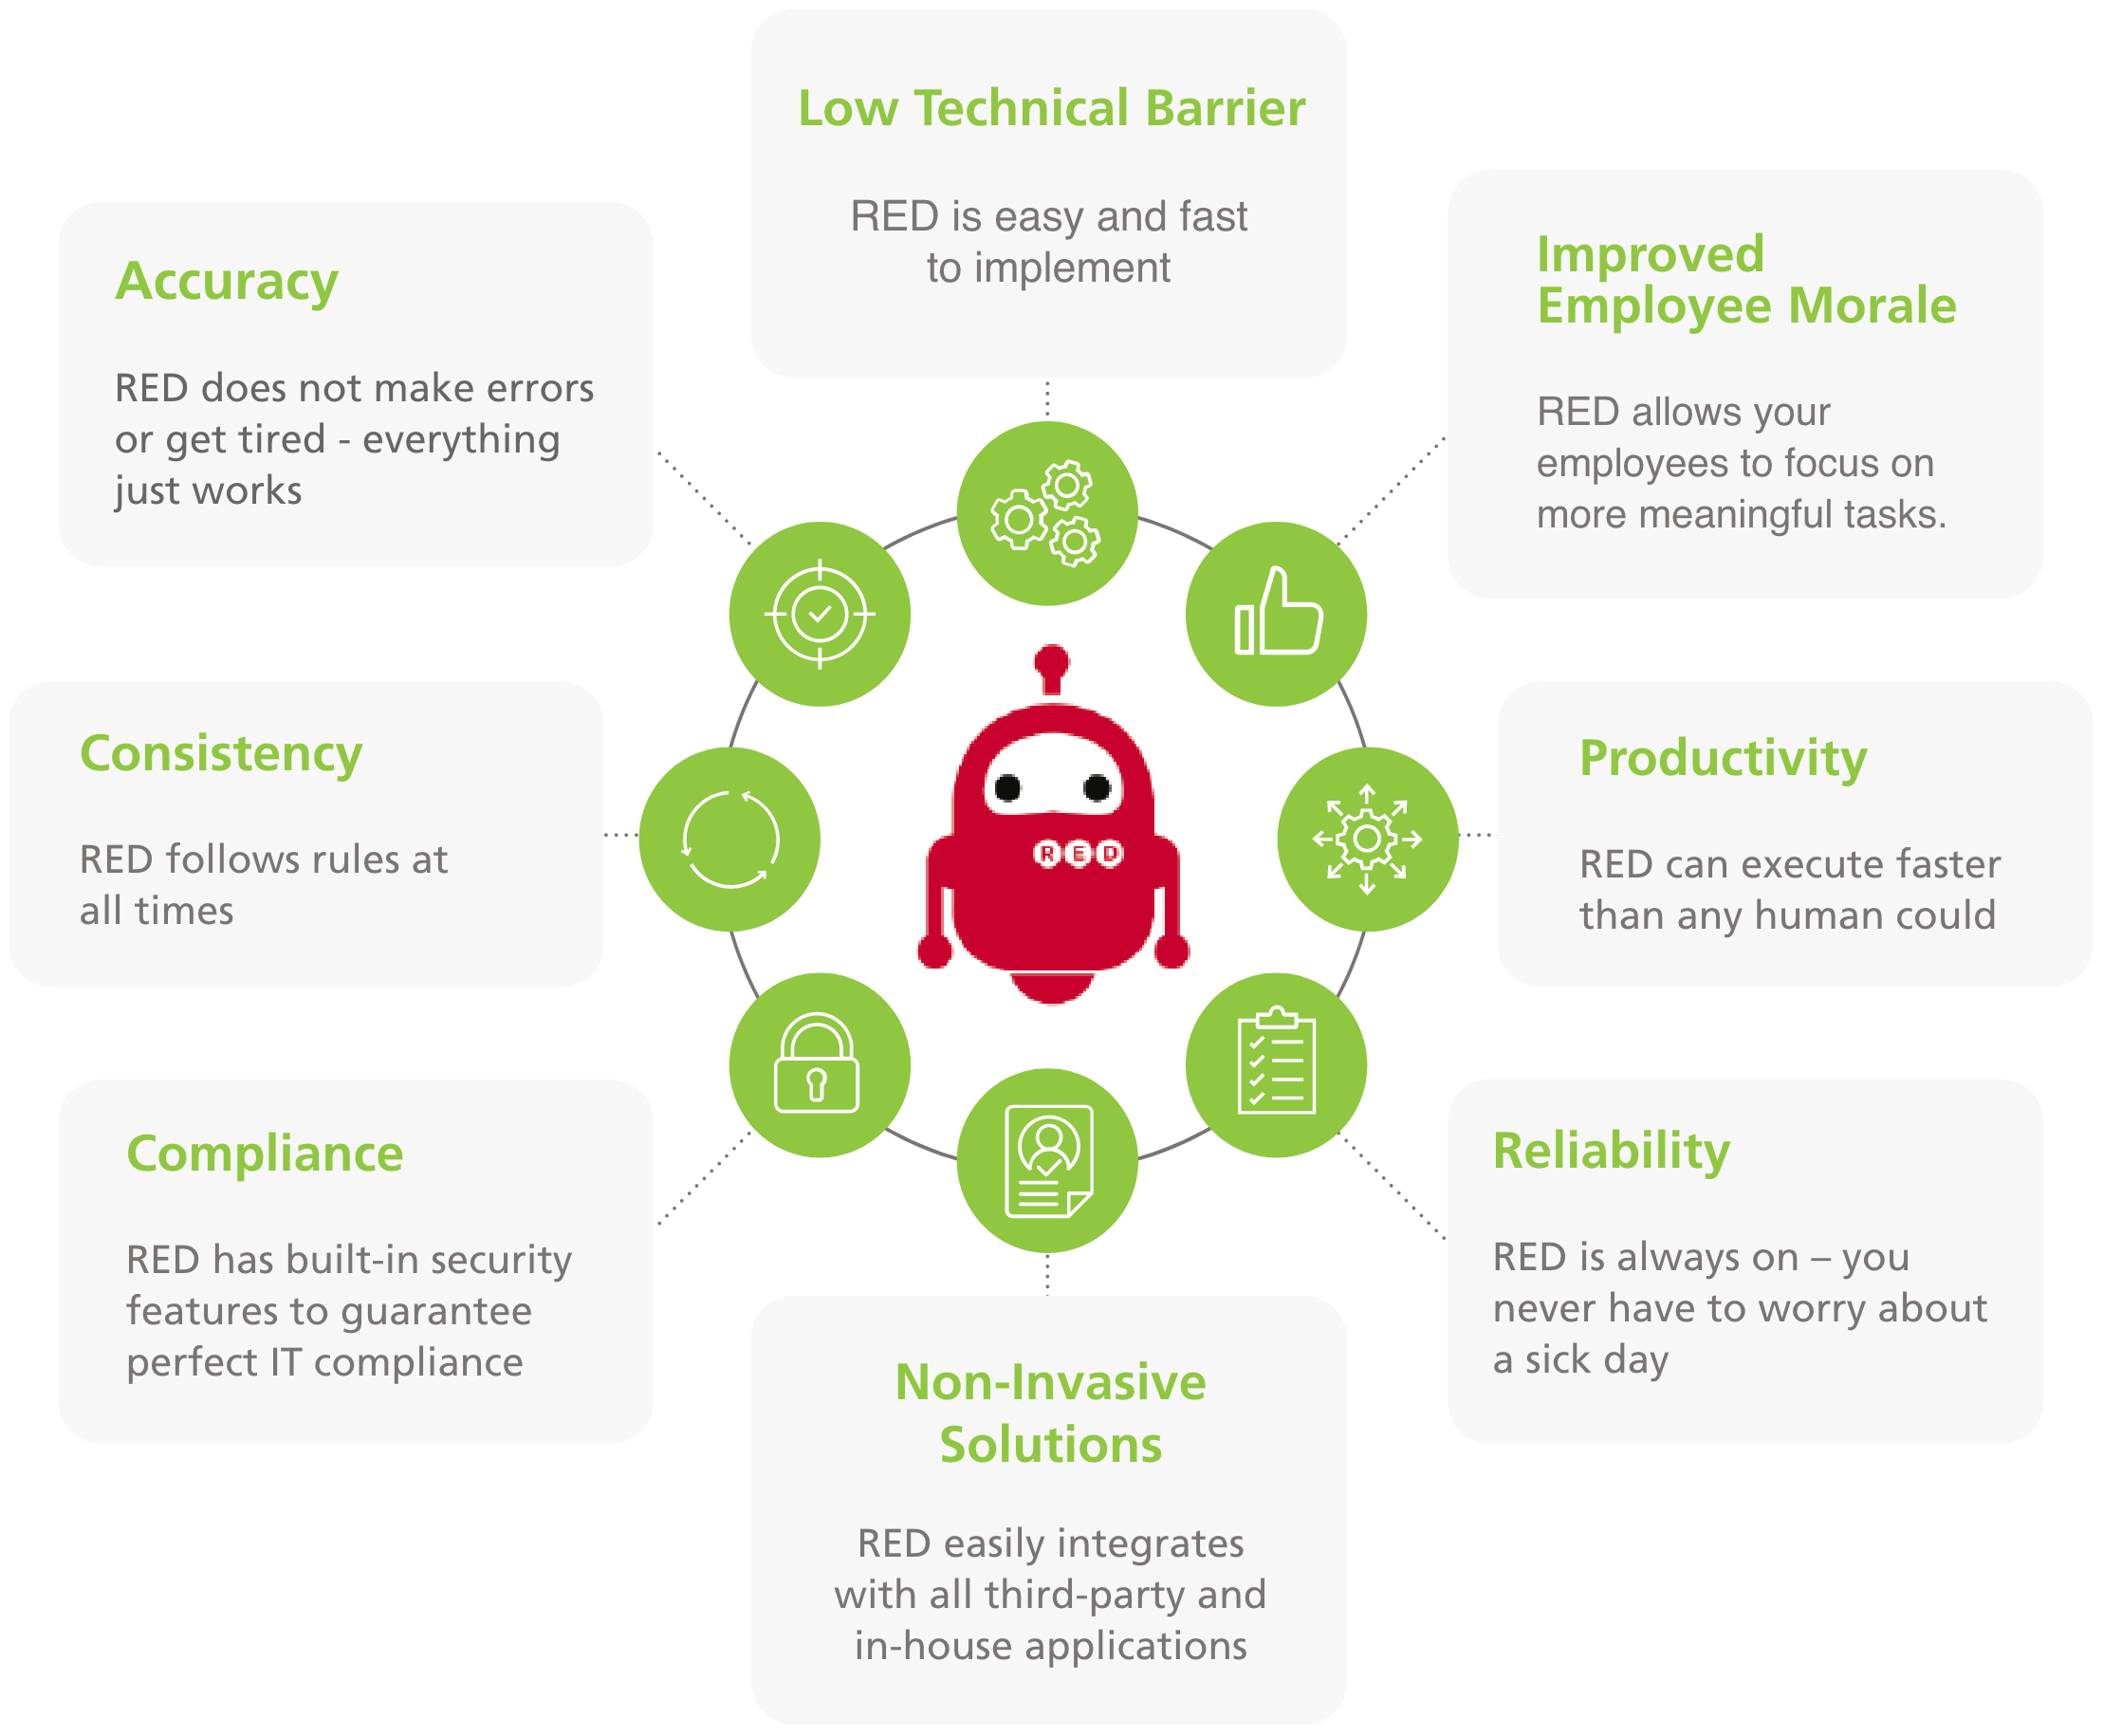 Low Technical Barrier
RED is easy and fast
to implement
Improved
Employee Morale
RED allows your
employees to focus on
more meaningful tasks.
Productivity
RED can execute faster
than any human could
Reliability
RED is always on – you
never have to worry about
a sick day
Non-Invasive
Solutions
RED easily integrates
with all third-party and
in-house applications
Compliance
RED has built-in security
features to guarantee
perfect IT compliance
Consistency
RED follows rules at
all times
Accuracy
RED does not make errors
or get tired - everything
just works
RED